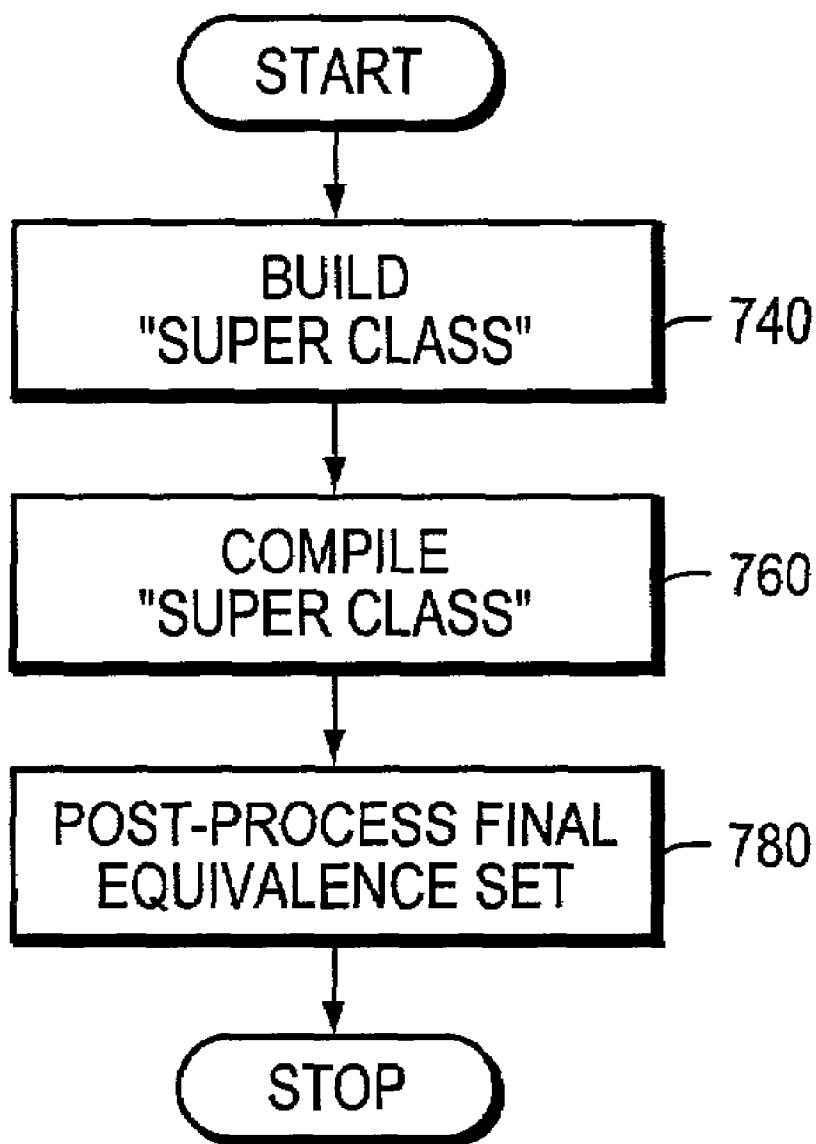 START
BUILD
"SUPER CLASS"
740
COMPILE
"SUPER CLASS"
760
POST-PROCESS FINAL
EQUIVALENCE SET
780
STOP